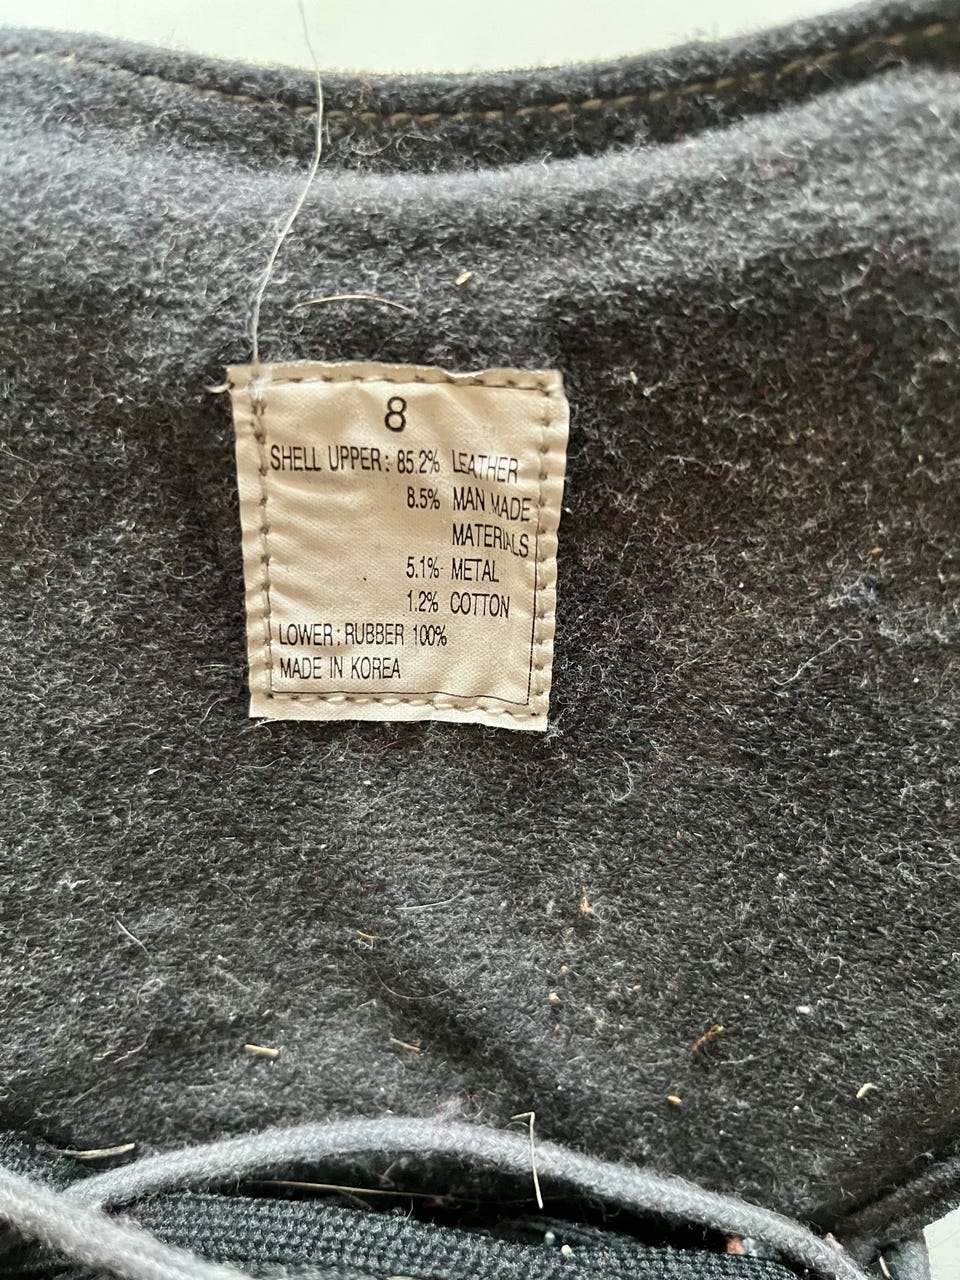 8
SHELL UPPER: 85.2% LEATHER
8.5% MAN MADE
MATERIALS
5.1% METAL
1.2% COTTON
LOWER: RUBBER 100%
MADE IN KOREA